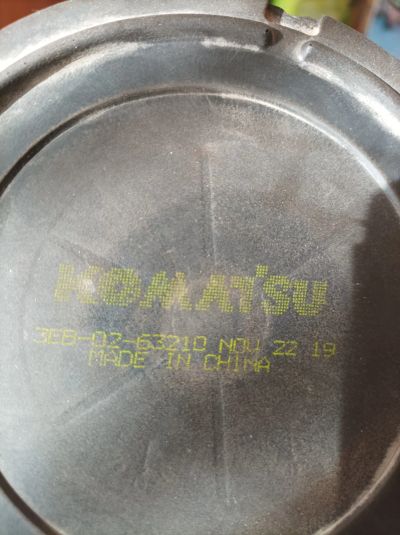 KOMATSU
3EB-02-63210 NOV 22 19
MADE IN CHINA